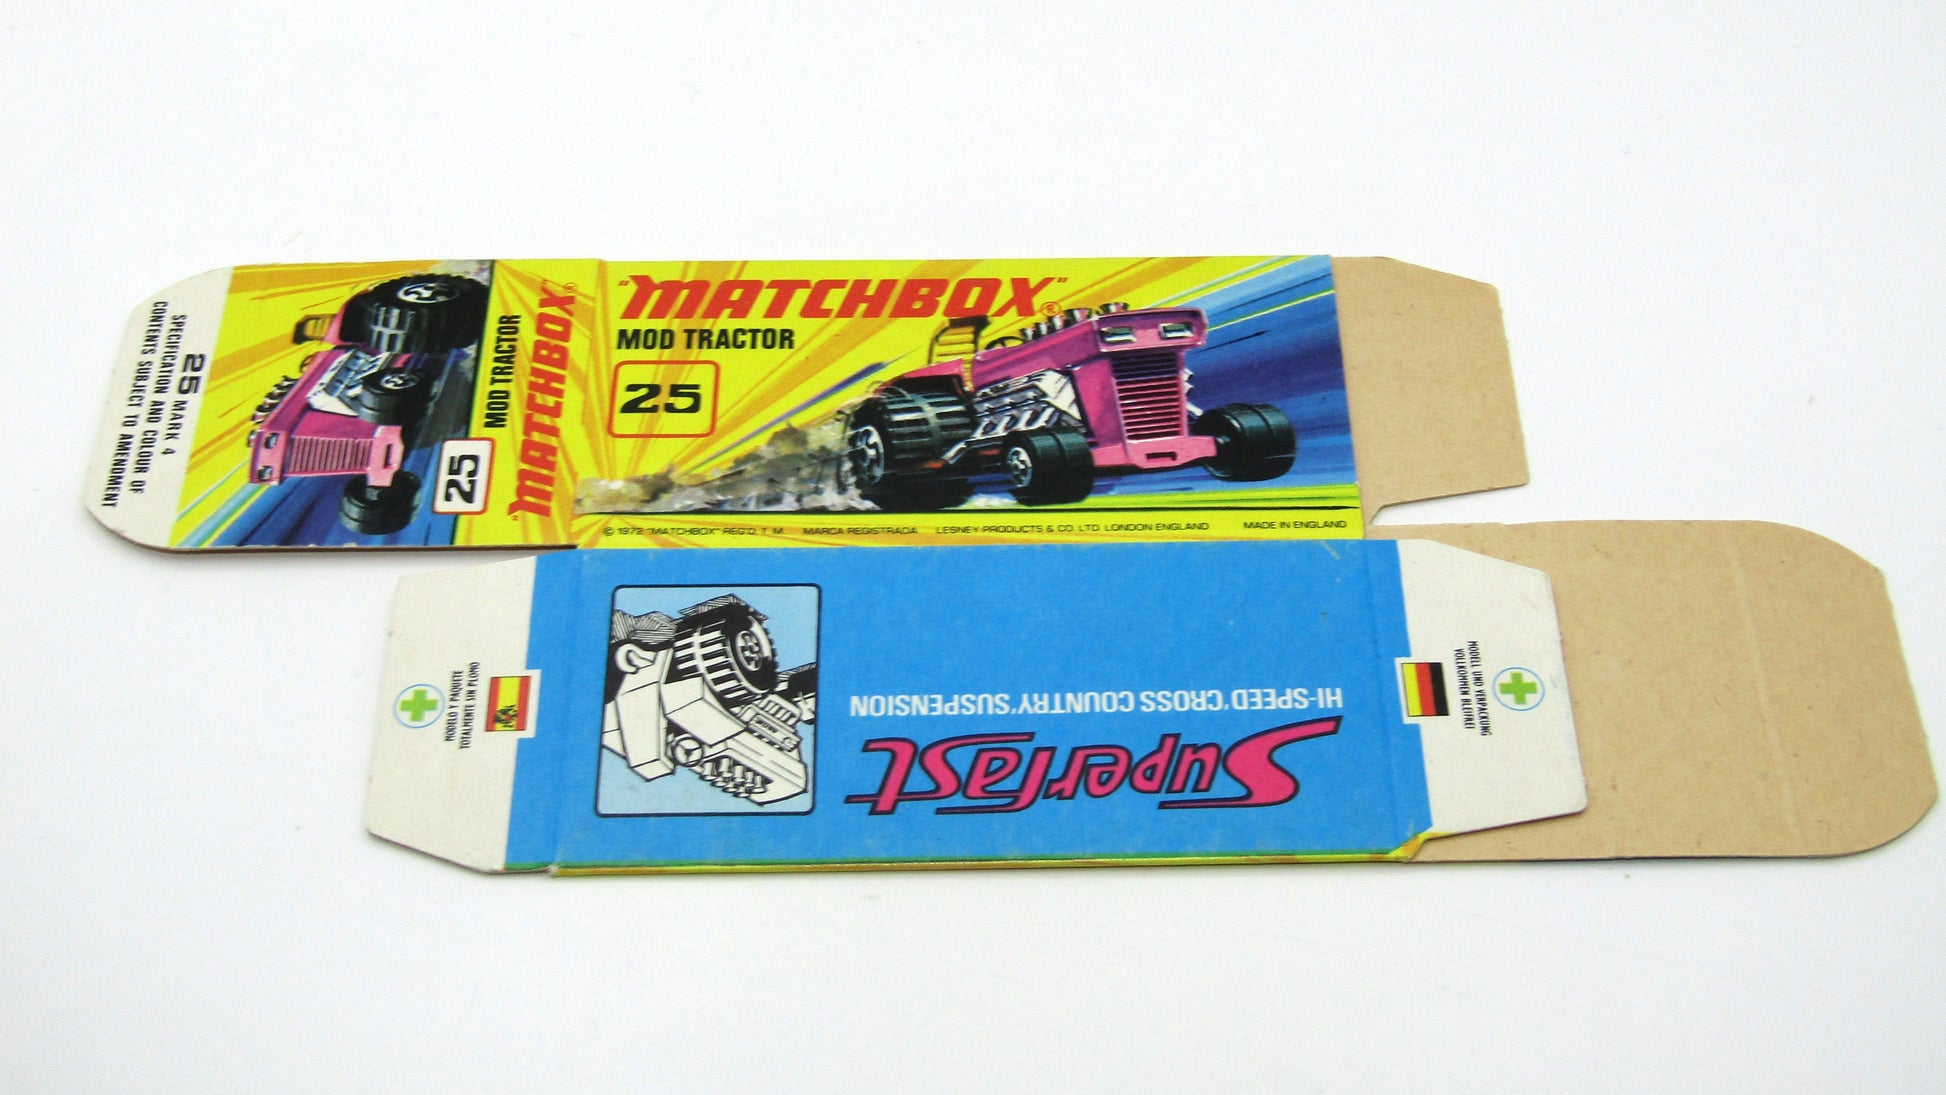 "MATCHBOX"®
MOD TRACTOR
25
© 1972 "MATCHBOX" REG'D. T. M. MARCA REGISTRADA LESNEY PRODUCTS & CO. LTD. LONDON ENGLAND MADE IN ENGLAND
"MATCHBOX"®
MOD TRACTOR
25
25 MARK 4
SPECIFICATION AND COLOUR OF
CONTENTS SUBJECT TO AMENDMENT
Superfast
HI-SPEED 'CROSS COUNTRY' SUSPENSION
MODELO Y PAQUETE
TOTALMENTE SIN PLOMO
MODELL UND VERPACKUNG
VOLLKOMMEN BLEIFREI